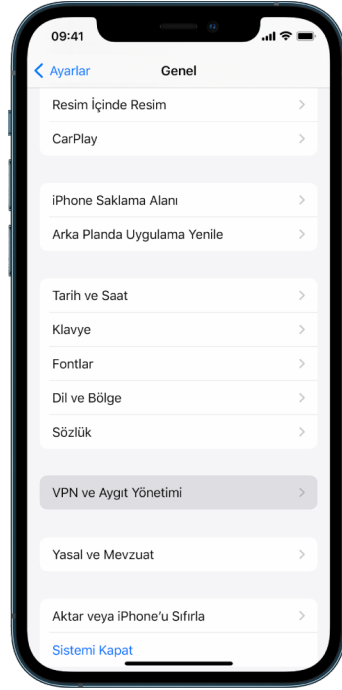 09:41
Ayarlar
Genel
Resim İçinde Resim
CarPlay
iPhone Saklama Alanı
Arka Planda Uygulama Yenile
Tarih ve Saat
Klavye
Fontlar
Dil ve Bölge
Sözlük
VPN ve Aygıt Yönetimi
Yasal ve Mevzuat
Aktar veya iPhone'u Sıfırla
Sistemi Kapat